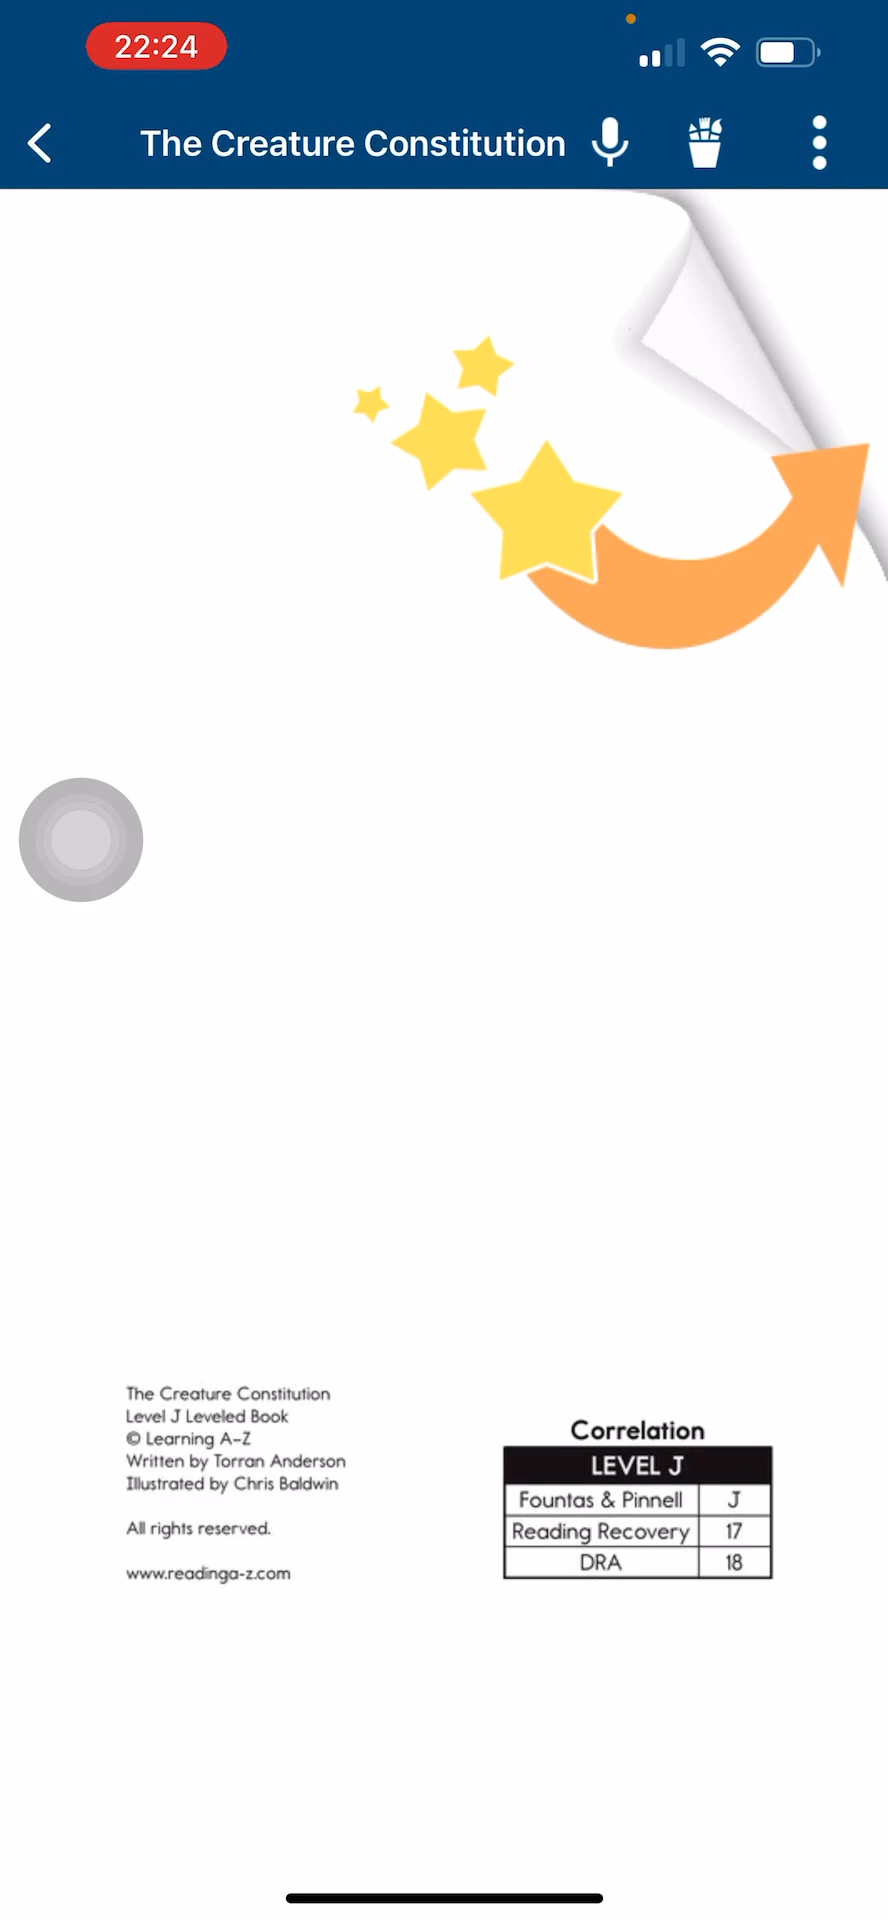 22:24
The Creature Constitution
The Creature Constitution
Level J Leveled Book
© Learning A–Z
Written by Torran Anderson
Illustrated by Chris Baldwin
All rights reserved.
www.readinga-z.com
Correlation
LEVEL J
Fountas & Pinnell J
Reading Recovery 17
DRA 18